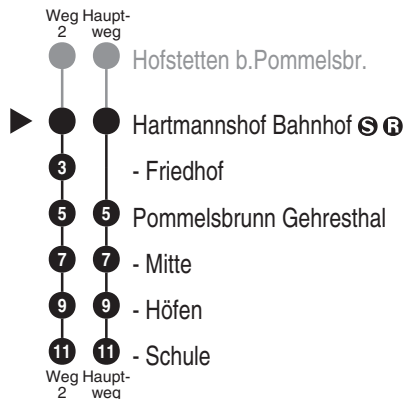 Weg Haupt-
2 weg
Hofstetten b.Pommelsbr.
Hartmannshof Bahnhof S R
3 - Friedhof
5 5 Pommelsbrunn Gehresthal
7 7 - Mitte
9 9 - Höfen
11 11 - Schule
Weg Haupt-
2 weg